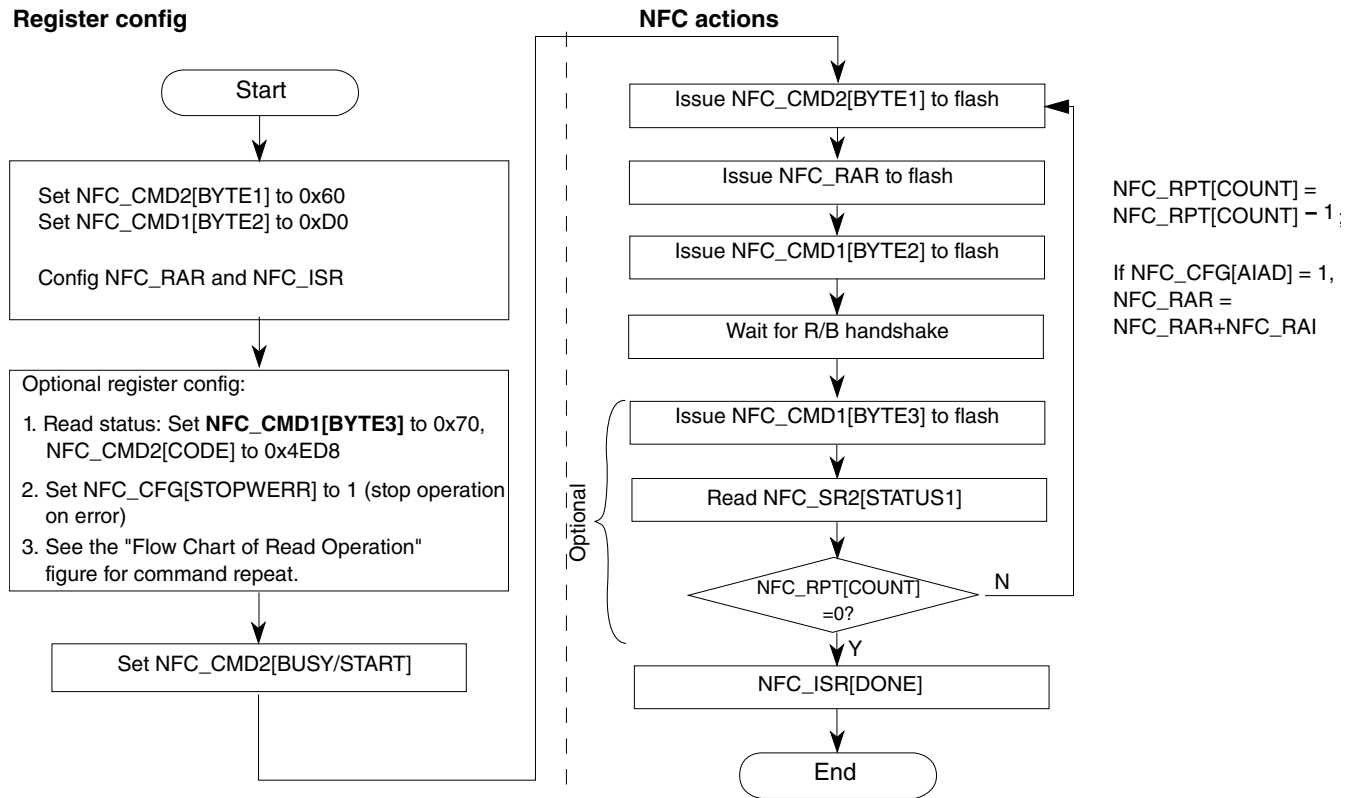 Register config
Start
Set NFC_CMD2[BYTE1] to 0x60
Set NFC_CMD1[BYTE2] to 0xD0
Config NFC_RAR and NFC_ISR
Optional register config:
1. Read status: Set NFC_CMD1[BYTE3] to 0x70,
NFC_CMD2[CODE] to 0x4ED8
2. Set NFC_CFG[STOPWERR] to 1 (stop operation
on error)
3. See the "Flow Chart of Read Operation"
figure for command repeat.
Set NFC_CMD2[BUSY/START]
NFC actions
Issue NFC_CMD2[BYTE1] to flash
Issue NFC_RAR to flash
Issue NFC_CMD1[BYTE2] to flash
Wait for R/B handshake
Optional
Issue NFC_CMD1[BYTE3] to flash
Read NFC_SR2[STATUS1]
NFC_RPT[COUNT]
=0?
N
Y
NFC_ISR[DONE]
End
NFC_RPT[COUNT] =
NFC_RPT[COUNT] − 1 ;
If NFC_CFG[AIAD] = 1,
NFC_RAR =
NFC_RAR+NFC_RAI